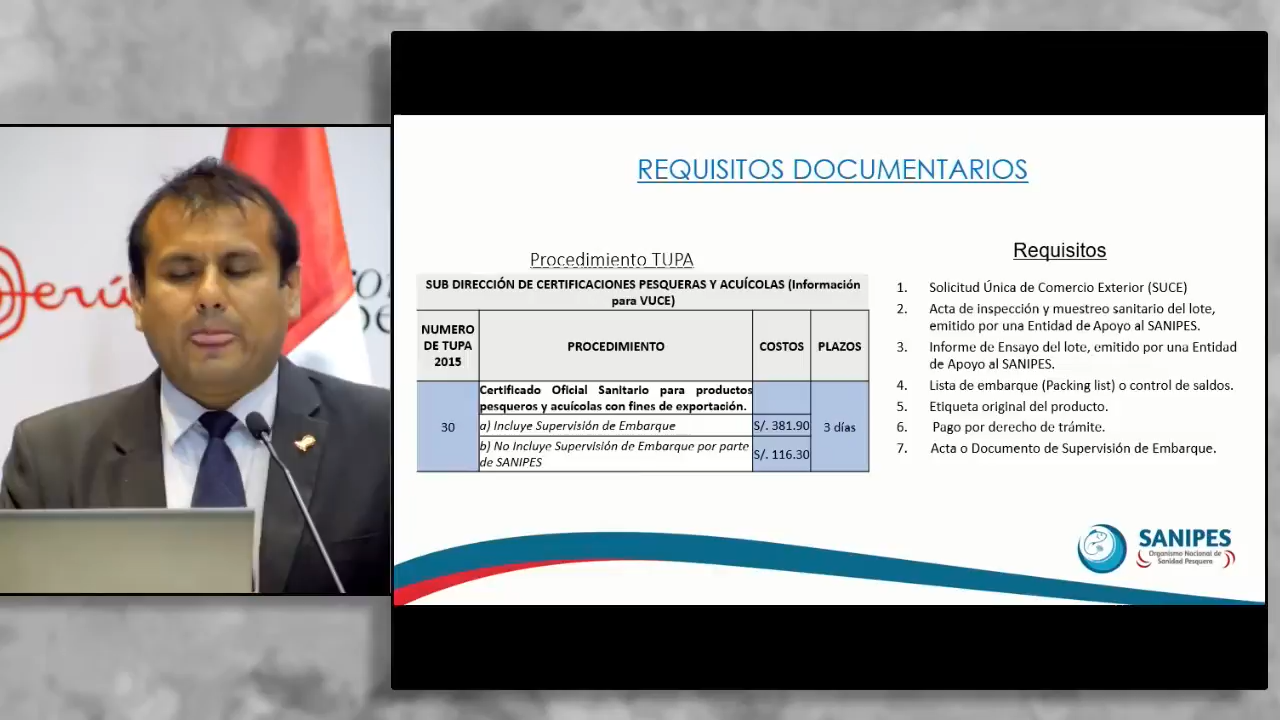 Perú
REQUISITOS DOCUMENTARIOS
Procedimiento TUPA
SUB DIRECCIÓN DE CERTIFICACIONES PESQUERAS Y ACUÍCOLAS (Información
para VUCE)
NUMERO
DE TUPA
2015
PROCEDIMIENTO
COSTOS
PLAZOS
30
Certificado Oficial Sanitario para productos
pesqueros y acuícolas con fines de exportación.
a) Incluye Supervisión de Embarque
S/. 381.90
b) No Incluye Supervisión de Embarque por parte
de SANIPES
S/. 116.30
3 días
Requisitos
1. Solicitud Única de Comercio Exterior (SUCE)
2. Acta de inspección y muestreo sanitario del lote,
emitido por una Entidad de Apoyo al SANIPES.
3. Informe de Ensayo del lote, emitido por una Entidad
de Apoyo al SANIPES.
4. Lista de embarque (Packing list) o control de saldos.
5. Etiqueta original del producto.
6. Pago por derecho de trámite.
7. Acta o Documento de Supervisión de Embarque.
SANIPES
Organismo Nacional de
Sanidad Pesquera